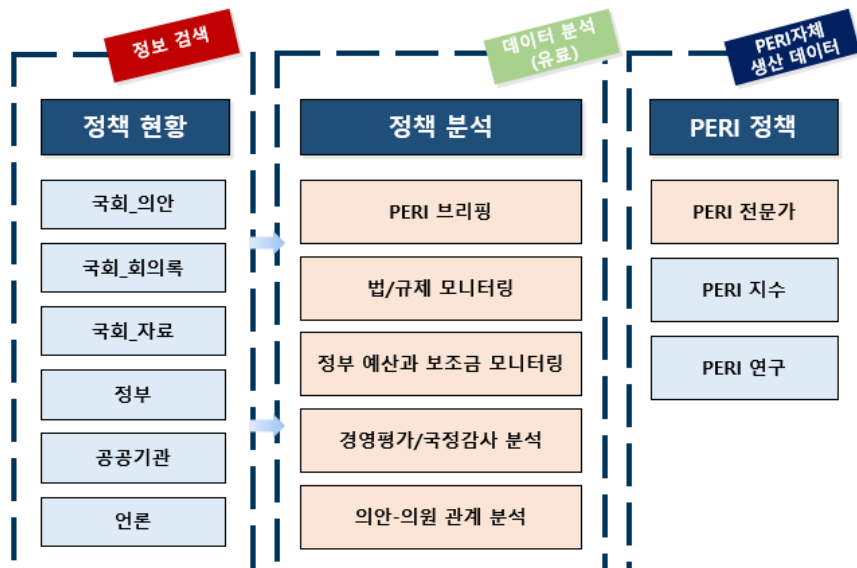 정보 검색
정책 현황
국회_의안
국회_회의록
국회_자료
정부
공공기관
언론
데이터 분석
(유료)
정책 분석
PERI 브리핑
법/규제 모니터링
정부 예산과 보조금 모니터링
경영평가/국정감사 분석
의안-의원 관계 분석
PERI자체
생산 데이터
PERI 정책
PERI 전문가
PERI 지수
PERI 연구